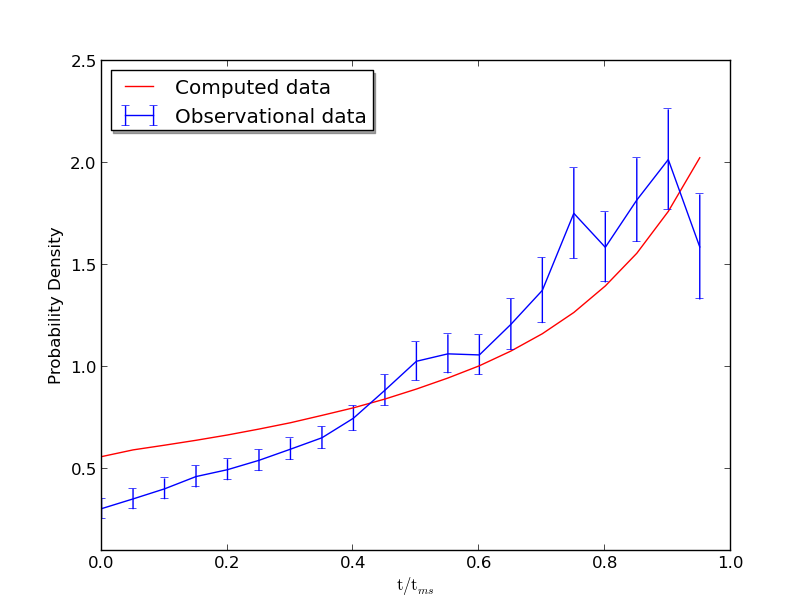 2.5
Computed data
Observational data
2.0
1.5
1.0
0.5
Probability Density
0.0 0.2 0.4 0.6 0.8 1.0
t/t_ms